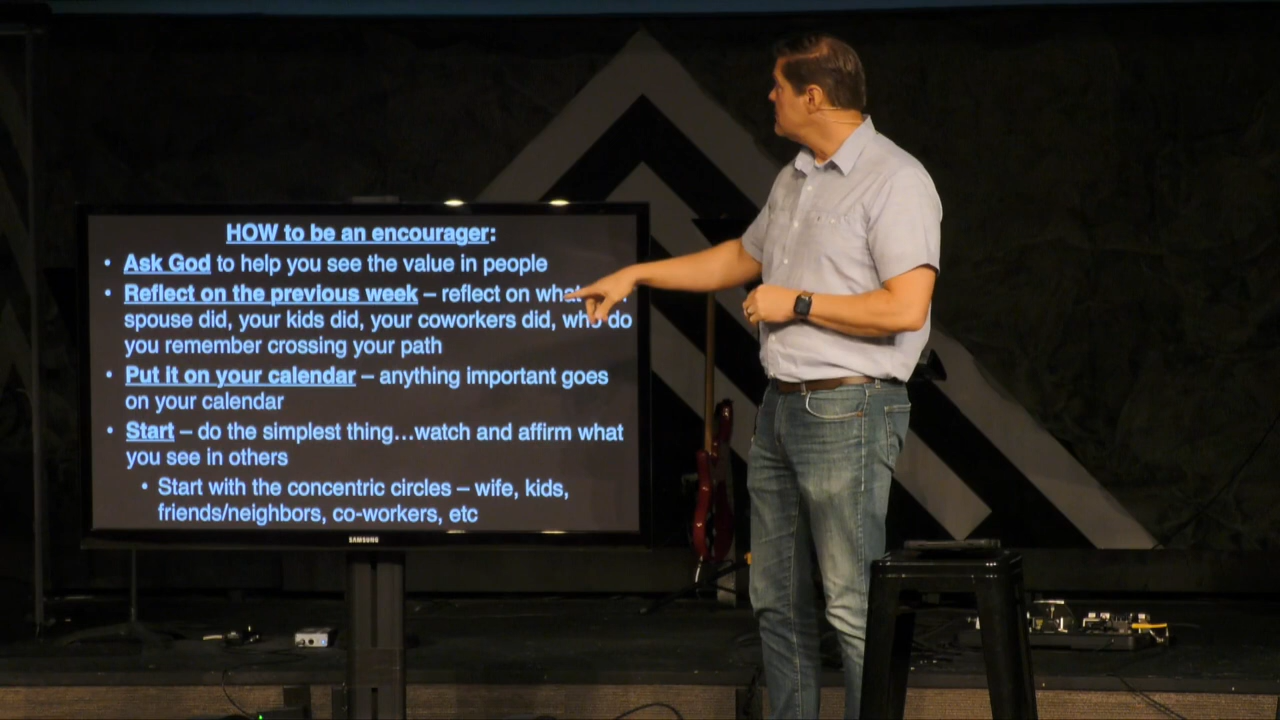 HOW to be an encourager:
• Ask God to help you see the value in people
• Reflect on the previous week – reflect on what
spouse did, your kids did, your coworkers did, who do
you remember crossing your path
• Put it on your calendar – anything important goes
on your calendar
• Start – do the simplest thing...watch and affirm what
you see in others
• Start with the concentric circles – wife, kids,
friends/neighbors, co-workers, etc
SAMSUNG